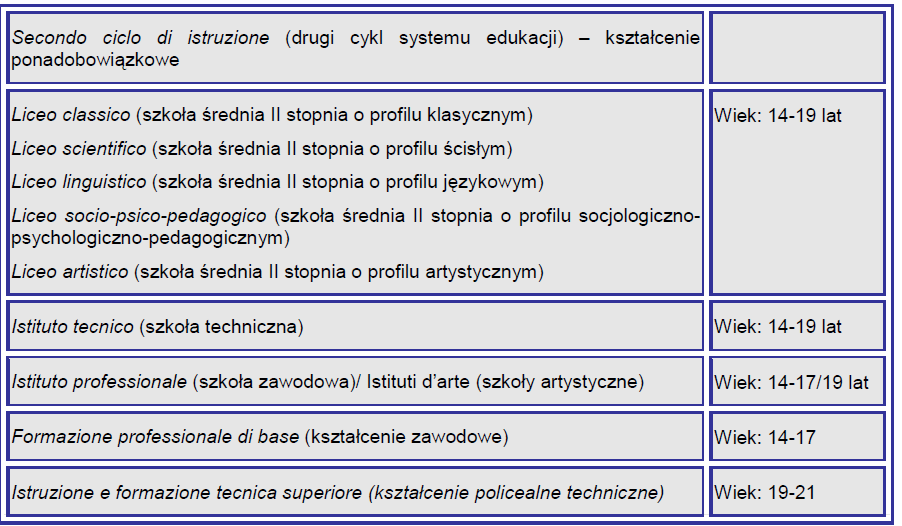 Secondo ciclo di istruzione (drugi cykl systemu edukacji) – kształcenie
ponadobowiązkowe
Liceo classico (szkoła średnia II stopnia o profilu klasycznym)
Wiek: 14-19 lat
Liceo scientifico (szkoła średnia II stopnia o profilu ścisłym)
Liceo linguistico (szkoła średnia II stopnia o profilu językowym)
Liceo socio-psico-pedagogico (szkoła średnia II stopnia o profilu socjologiczno-
psychologiczno-pedagogicznym)
Liceo artistico (szkoła średnia II stopnia o profilu artystycznym)
Istituto tecnico (szkoła techniczna)
Wiek: 14-19 lat
Istituto professionale (szkoła zawodowa)/ Istituti d'arte (szkoły artystyczne)
Wiek: 14-17/19 lat
Formazione professionale di base (kształcenie zawodowe)
Wiek: 14-17
Istruzione e formazione tecnica superiore (kształcenie policealne techniczne)
Wiek: 19-21